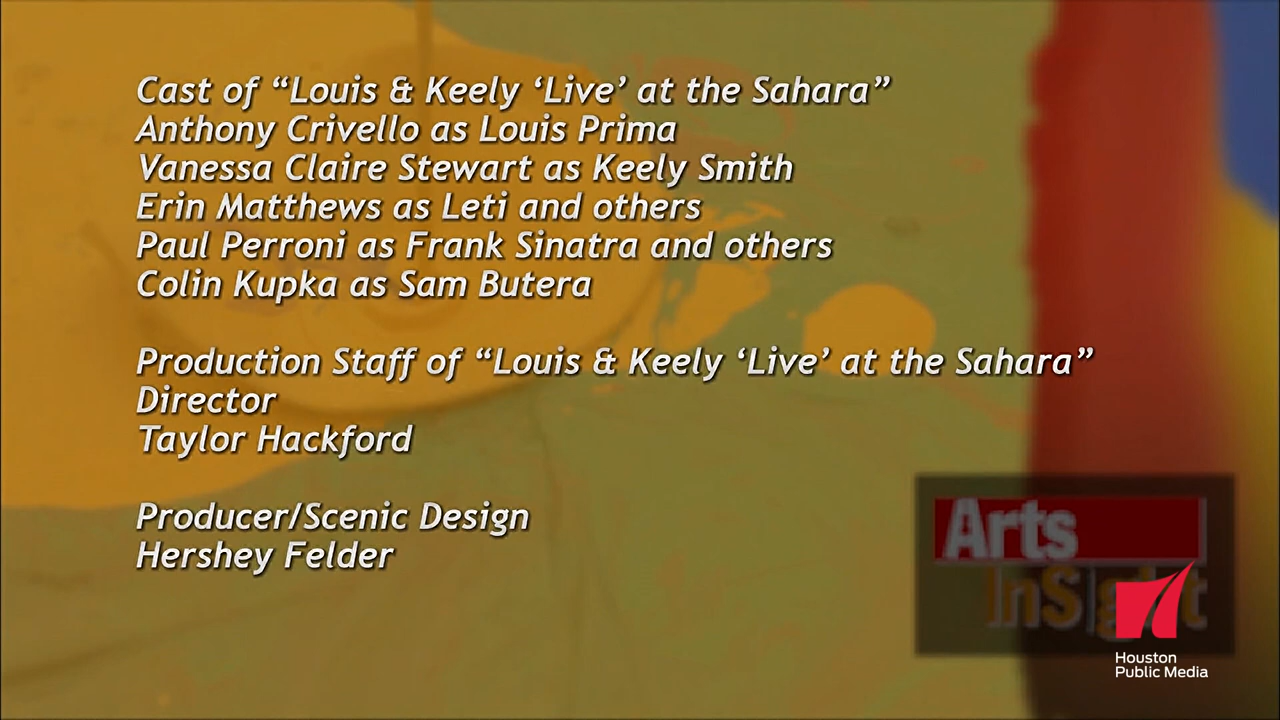 Cast of “Louis & Keely ‘Live’ at the Sahara”
Anthony Crivello as Louis Prima
Vanessa Claire Stewart as Keely Smith
Erin Matthews as Leti and others
Paul Perroni as Frank Sinatra and others
Colin Kupka as Sam Butera
Production Staff of “Louis & Keely ‘Live’ at the Sahara”
Director
Taylor Hackford
Producer/Scenic Design
Hershey Felder
Arts
InSight
Houston
Public Media